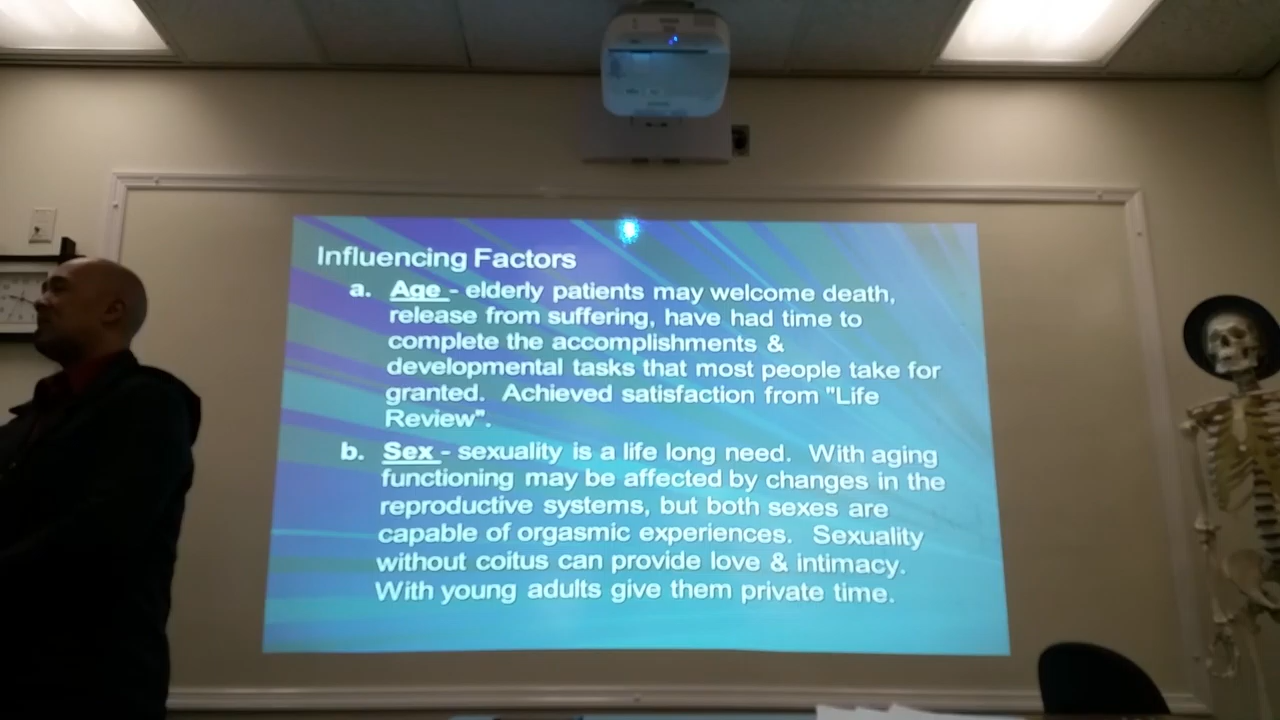 Influencing Factors
a. Age - elderly patients may welcome death,
release from suffering, have had time to
complete the accomplishments &
developmental tasks that most people take for
granted. Achieved satisfaction from "Life
Review".
b. Sex - sexuality is a life long need. With aging
functioning may be affected by changes in the
reproductive systems, but both sexes are
capable of orgasmic experiences. Sexuality
without coitus can provide love & intimacy.
With young adults give them private time.